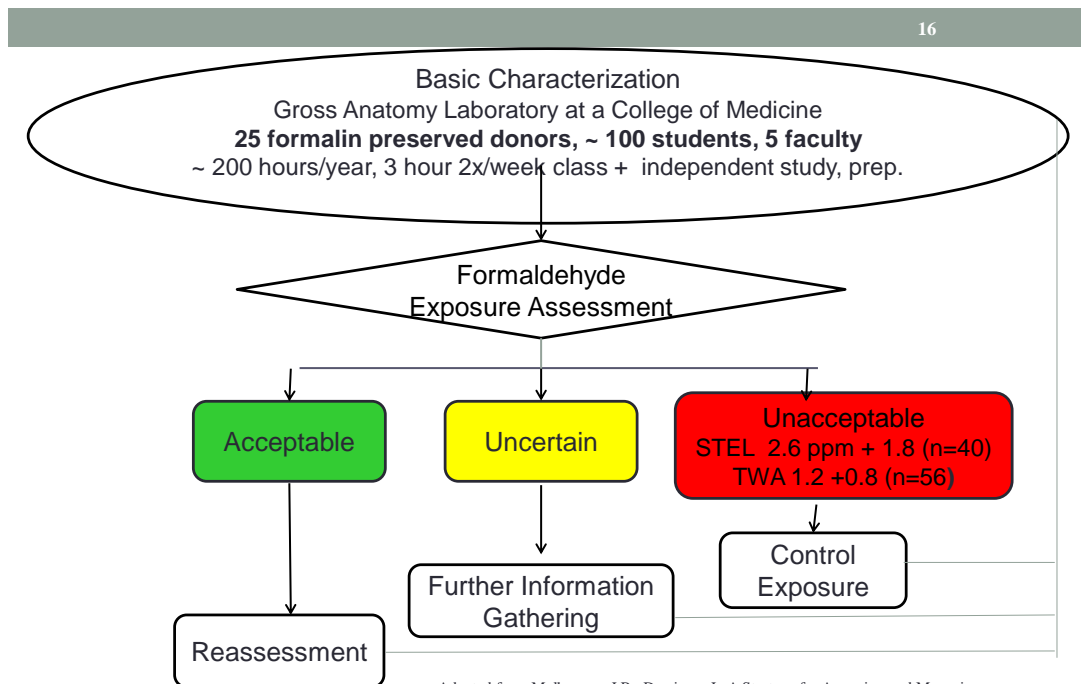 16
Basic Characterization
Gross Anatomy Laboratory at a College of Medicine
25 formalin preserved donors, ~ 100 students, 5 faculty
~ 200 hours/year, 3 hour 2x/week class + independent study, prep.
Formaldehyde
Exposure Assessment
Acceptable
Uncertain
Unacceptable
STEL 2.6 ppm + 1.8 (n=40)
TWA 1.2 +0.8 (n=56)
Control
Exposure
Further Information
Gathering
Reassessment